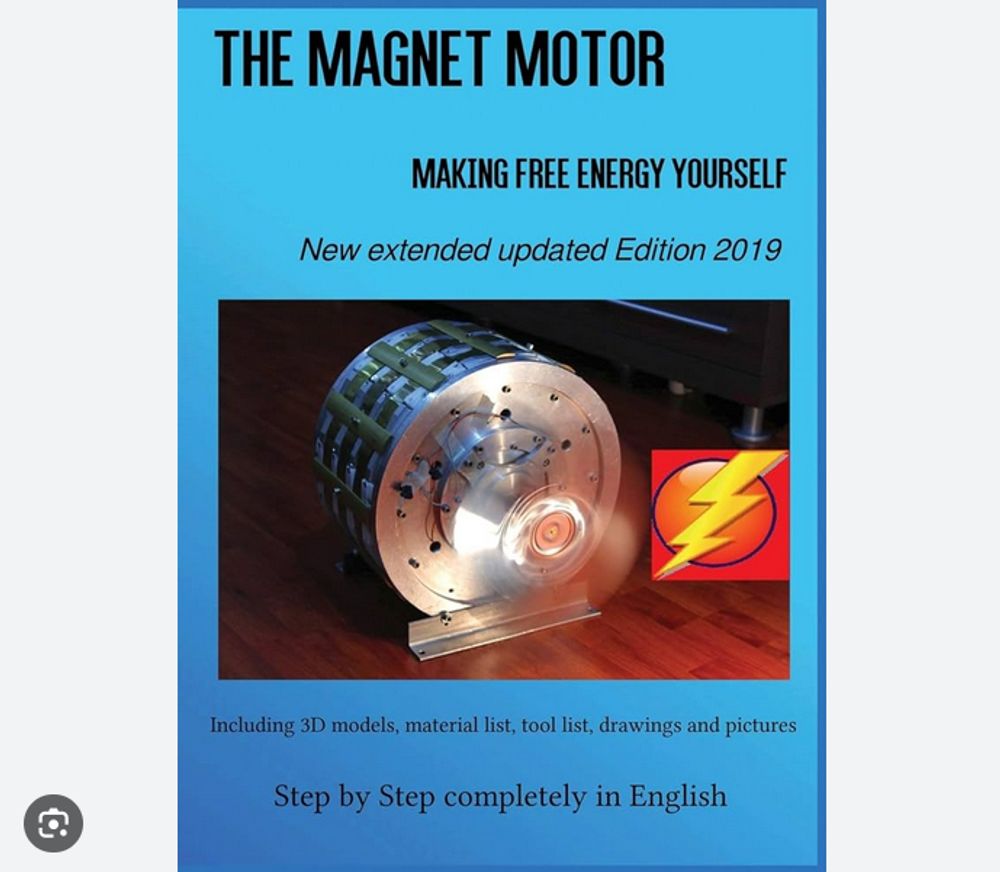 THE MAGNET MOTOR
MAKING FREE ENERGY YOURSELF
New extended updated Edition 2019
Including 3D models, material list, tool list, drawings and pictures
Step by Step completely in English